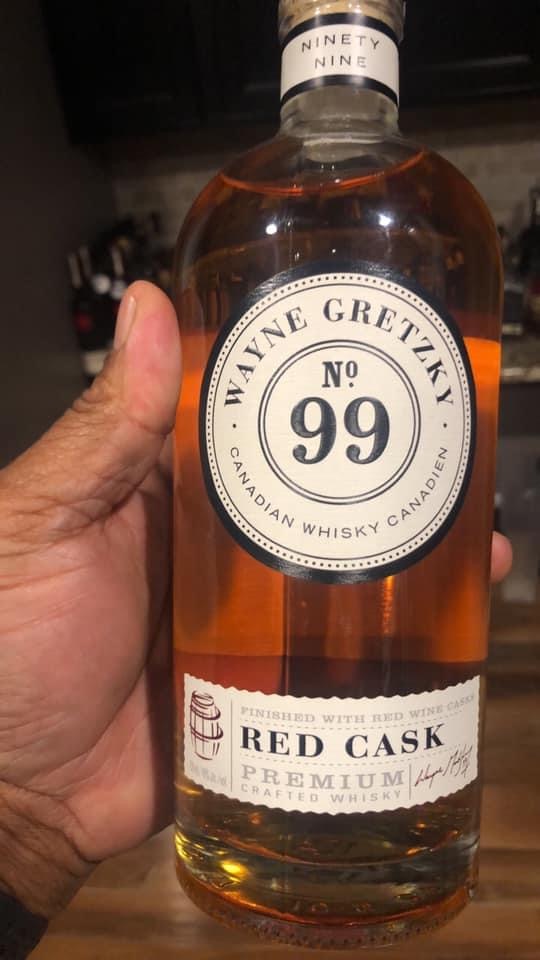 NINETY
NINE
WAYNE GRETZKY
Nº
99
· CANADIAN WHISKY CANADIEN ·
FINISHED WITH RED WINE CASKS
RED CASK
PREMIUM
CRAFTED WHISKY